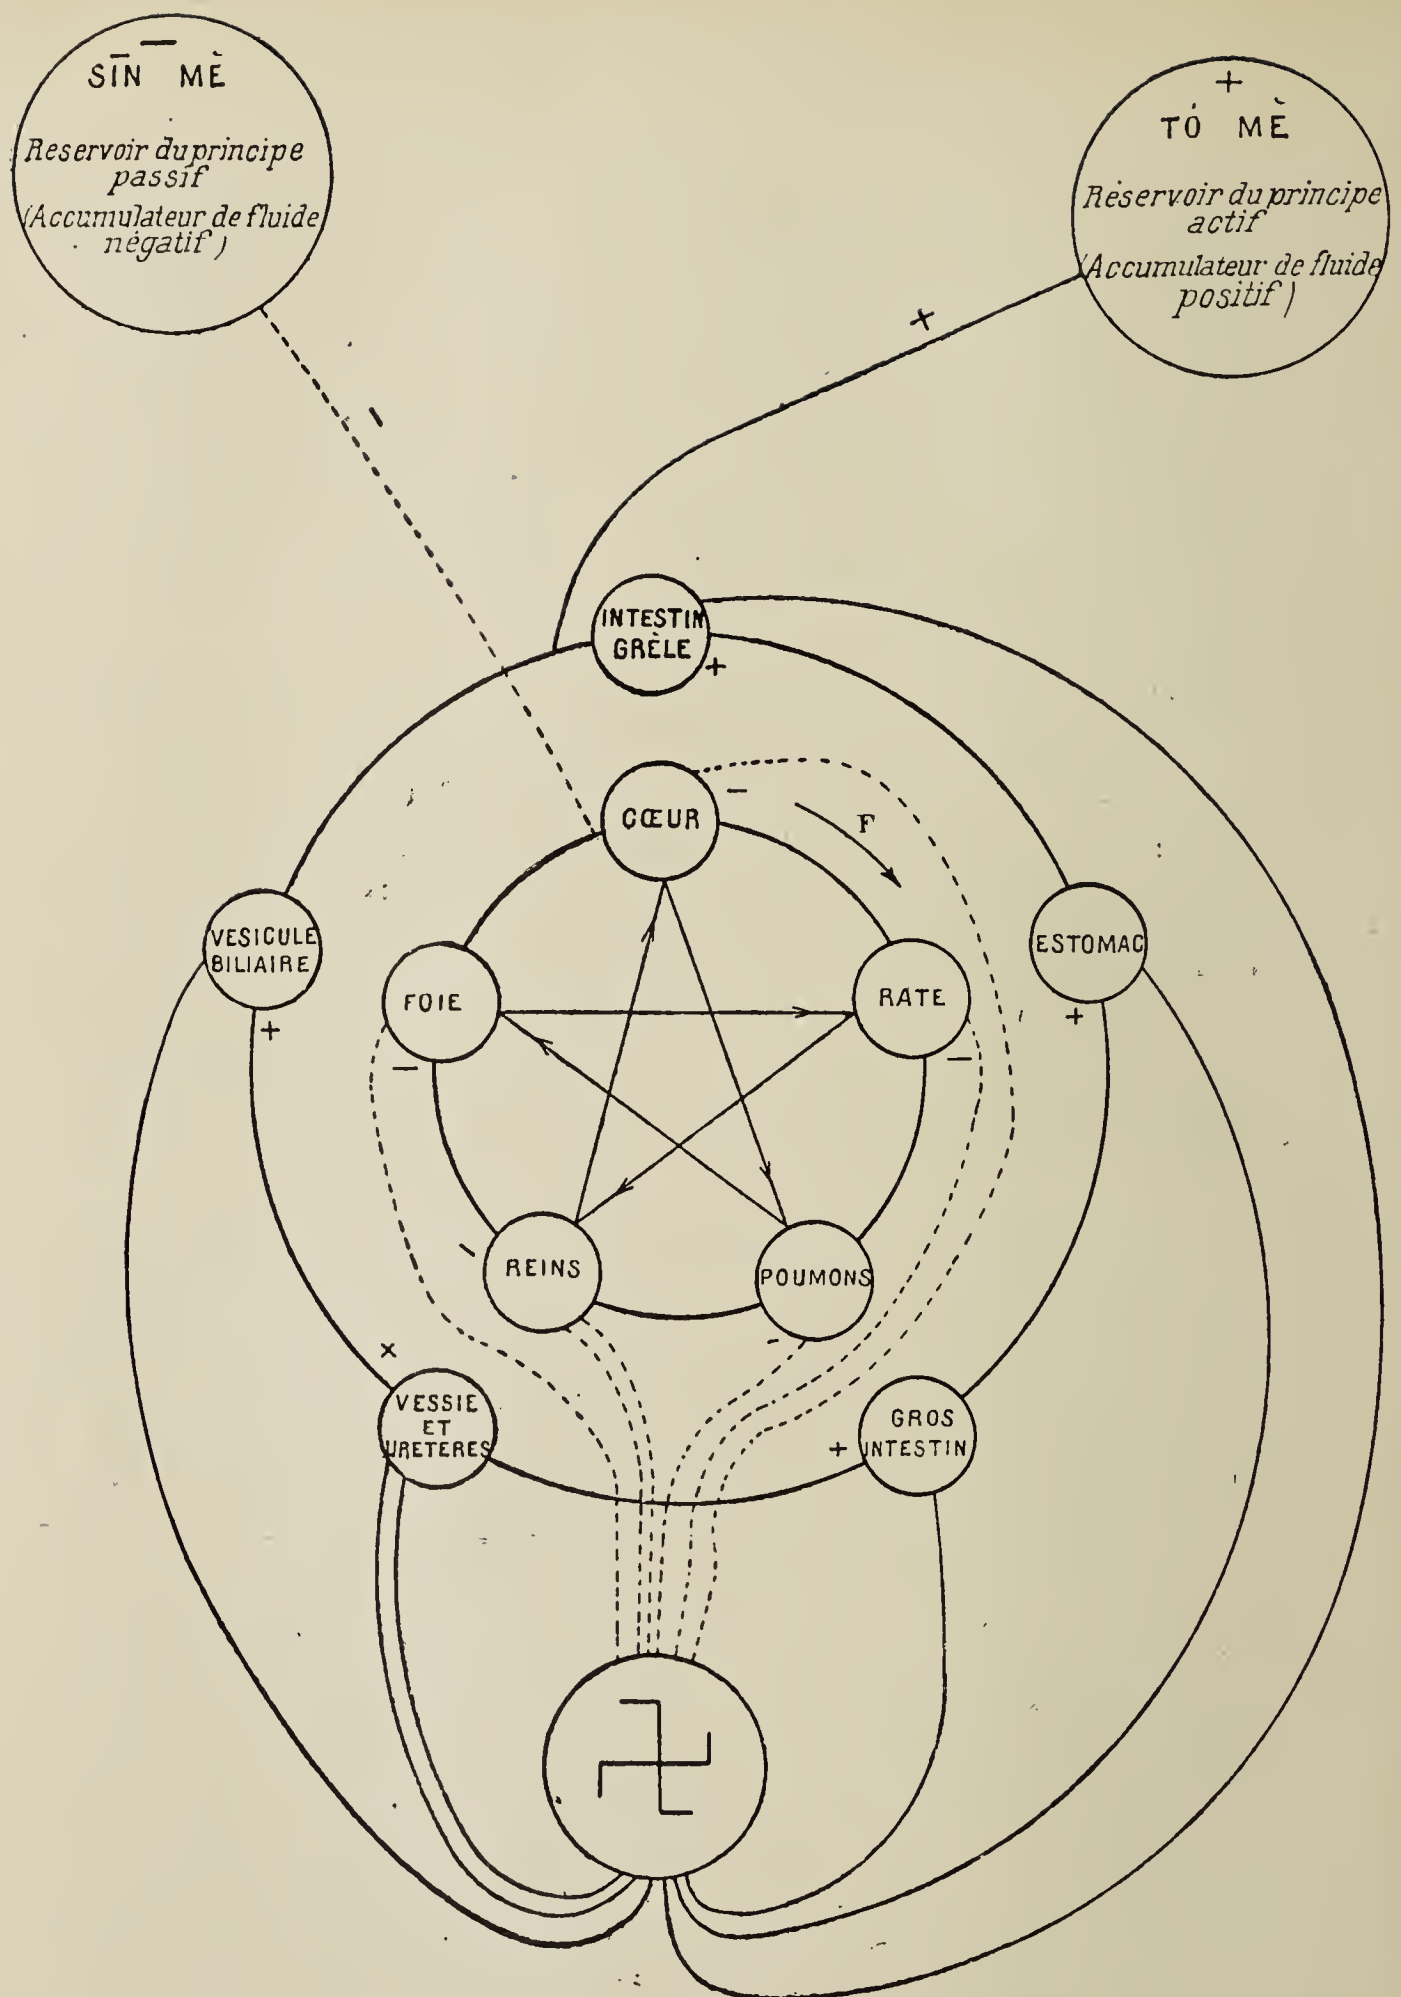 —
SĪN MÈ
Reservoir du principe
passif
(Accumulateur de fluide
négatif)
+
TÓ MÈ
Réservoir du principe
actif
(Accumulateur de fluide
positif)
+
-
INTESTIN
GRÈLE
+
CŒUR
-
F
VESICULE
BILIAIRE
+
FOIE
-
RATE
-
ESTOMAC
+
REINS
-
POUMONS
-
×
VESSIE
ET
URETERES
GROS
INTESTIN
+